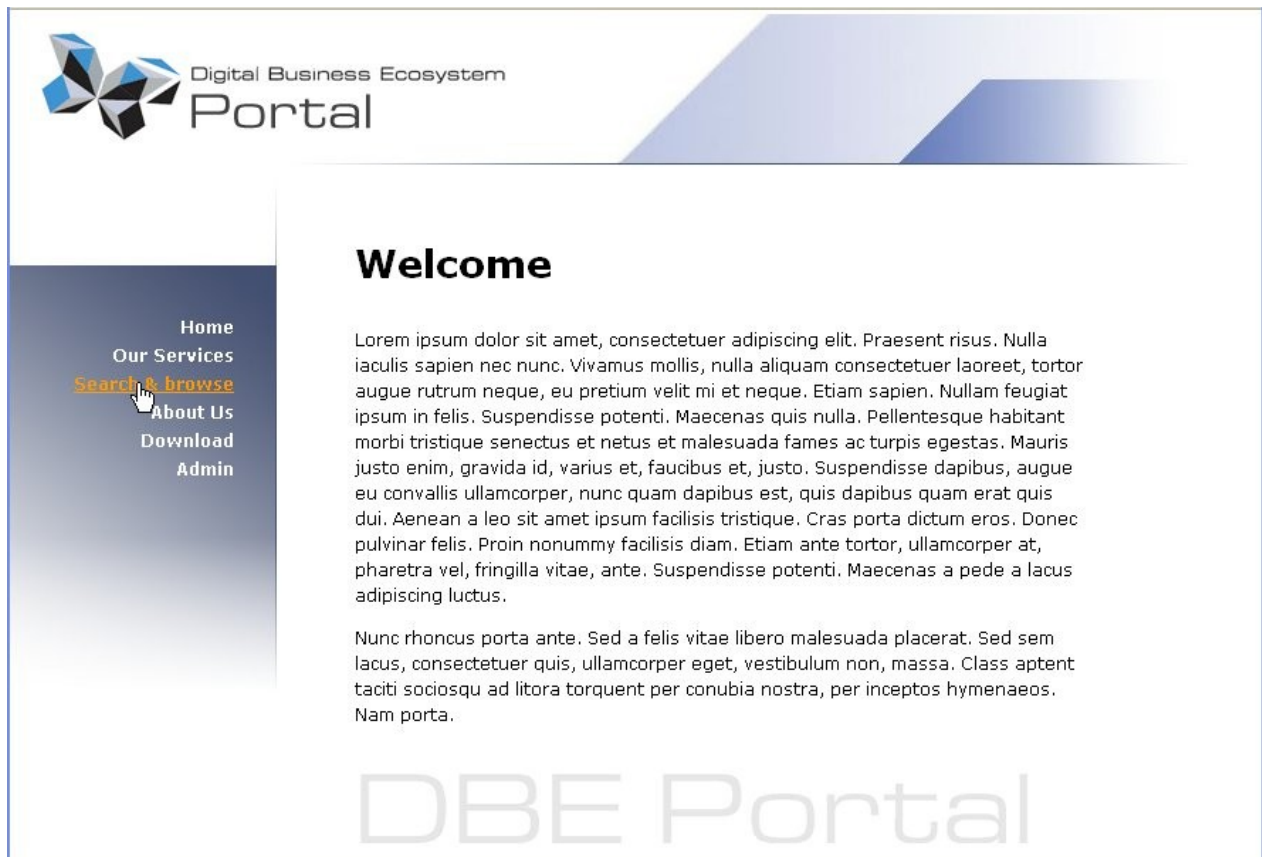 Digital Business Ecosystem
Portal
Welcome
Home
Our Services
Search & browse
About Us
Download
Admin
Lorem ipsum dolor sit amet, consectetuer adipiscing elit. Praesent risus. Nulla
iaculis sapien nec nunc. Vivamus mollis, nulla aliquam consectetuer laoreet, tortor
augue rutrum neque, eu pretium velit mi et neque. Etiam sapien. Nullam feugiat
ipsum in felis. Suspendisse potenti. Maecenas quis nulla. Pellentesque habitant
morbi tristique senectus et netus et malesuada fames ac turpis egestas. Mauris
justo enim, gravida id, varius et, faucibus et, justo. Suspendisse dapibus, augue
eu convallis ullamcorper, nunc quam dapibus est, quis dapibus quam erat quis
dui. Aenean a leo sit amet ipsum facilisis tristique. Cras porta dictum eros. Donec
pulvinar felis. Proin nonummy facilisis diam. Etiam ante tortor, ullamcorper at,
pharetra vel, fringilla vitae, ante. Suspendisse potenti. Maecenas a pede a lacus
adipiscing luctus.
Nunc rhoncus porta ante. Sed a felis vitae libero malesuada placerat. Sed sem
lacus, consectetuer quis, ullamcorper eget, vestibulum non, massa. Class aptent
taciti sociosqu ad litora torquent per conubia nostra, per inceptos hymenaeos.
Nam porta.
DBE Portal